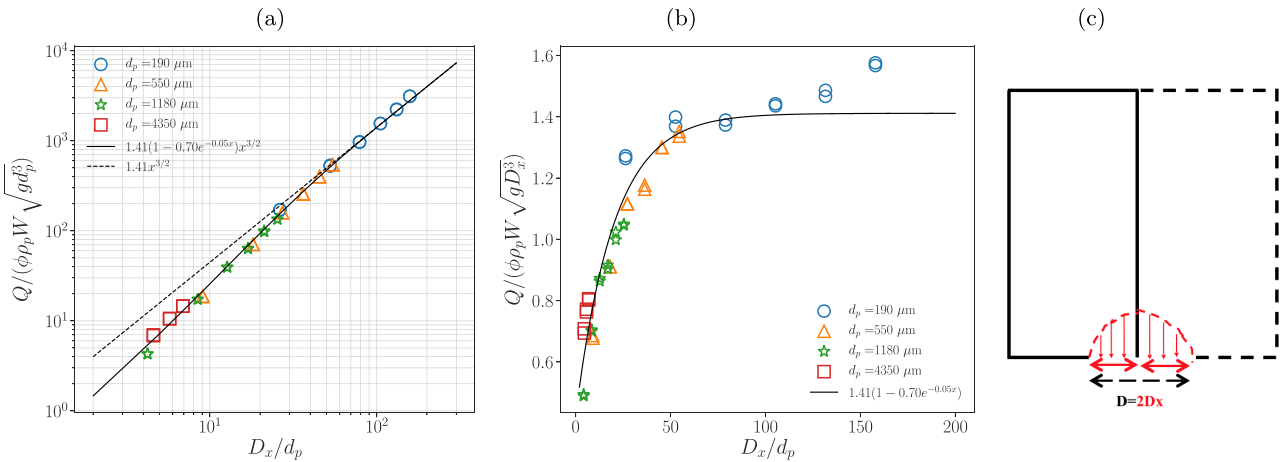 (a)
10^4
10^3
10^2
10^1
10^0
Q/(ϕρ_pW√gd_p^3)
d_p =190 μm
d_p =550 μm
d_p =1180 μm
d_p =4350 μm
1.41(1 − 0.70e^{-0.05x})x^{3/2}
1.41x^{3/2}
10^1
10^2
D_x/d_p
(b)
1.6
1.4
1.2
1.0
0.8
0.6
Q/(ϕρ_pW√gD_x^3)
d_p =190 μm
d_p =550 μm
d_p =1180 μm
d_p =4350 μm
1.41(1 − 0.70e^{-0.05x})
0 50 100 150 200
D_x/d_p
(c)
D=2Dx